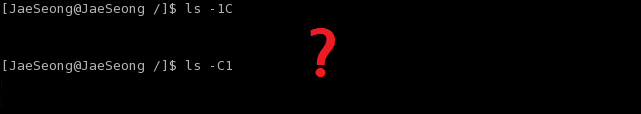 [JaeSeong@JaeSeong /]$ ls -1C
?
[JaeSeong@JaeSeong /]$ ls -C1